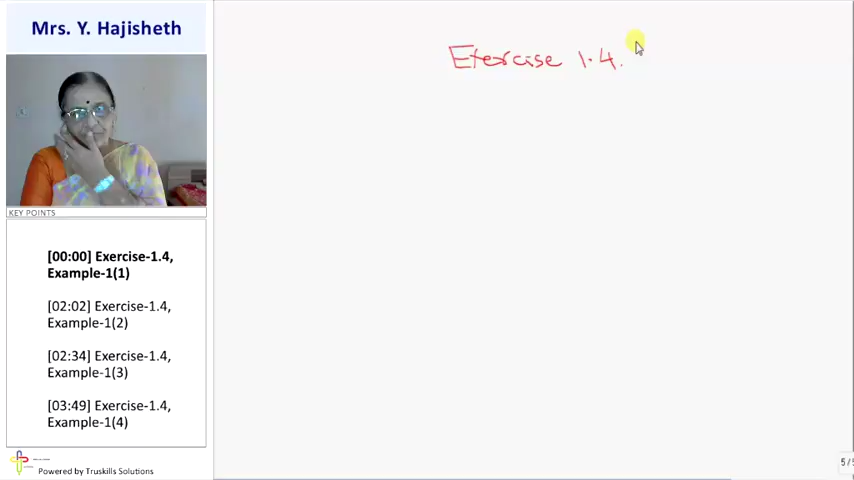 Mrs. Y. Hajisheth
Exercise 1.4.
KEY POINTS
[00:00] Exercise-1.4,
Example-1(1)
[02:02] Exercise-1.4,
Example-1(2)
[02:34] Exercise-1.4,
Example-1(3)
[03:49] Exercise-1.4,
Example-1(4)
Powered by Truskills Solutions